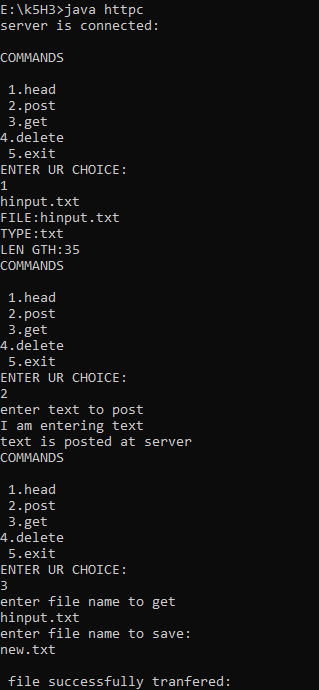 E:\k5H3>java httpc
server is connected:
COMMANDS
1.head
2.post
3.get
4.delete
5.exit
ENTER UR CHOICE:
1
hinput.txt
FILE:hinput.txt
TYPE:txt
LEN GTH:35
COMMANDS
1.head
2.post
3.get
4.delete
5.exit
ENTER UR CHOICE:
2
enter text to post
I am entering text
text is posted at server
COMMANDS
1.head
2.post
3.get
4.delete
5.exit
ENTER UR CHOICE:
3
enter file name to get
hinput.txt
enter file name to save:
new.txt
file successfully tranfered: